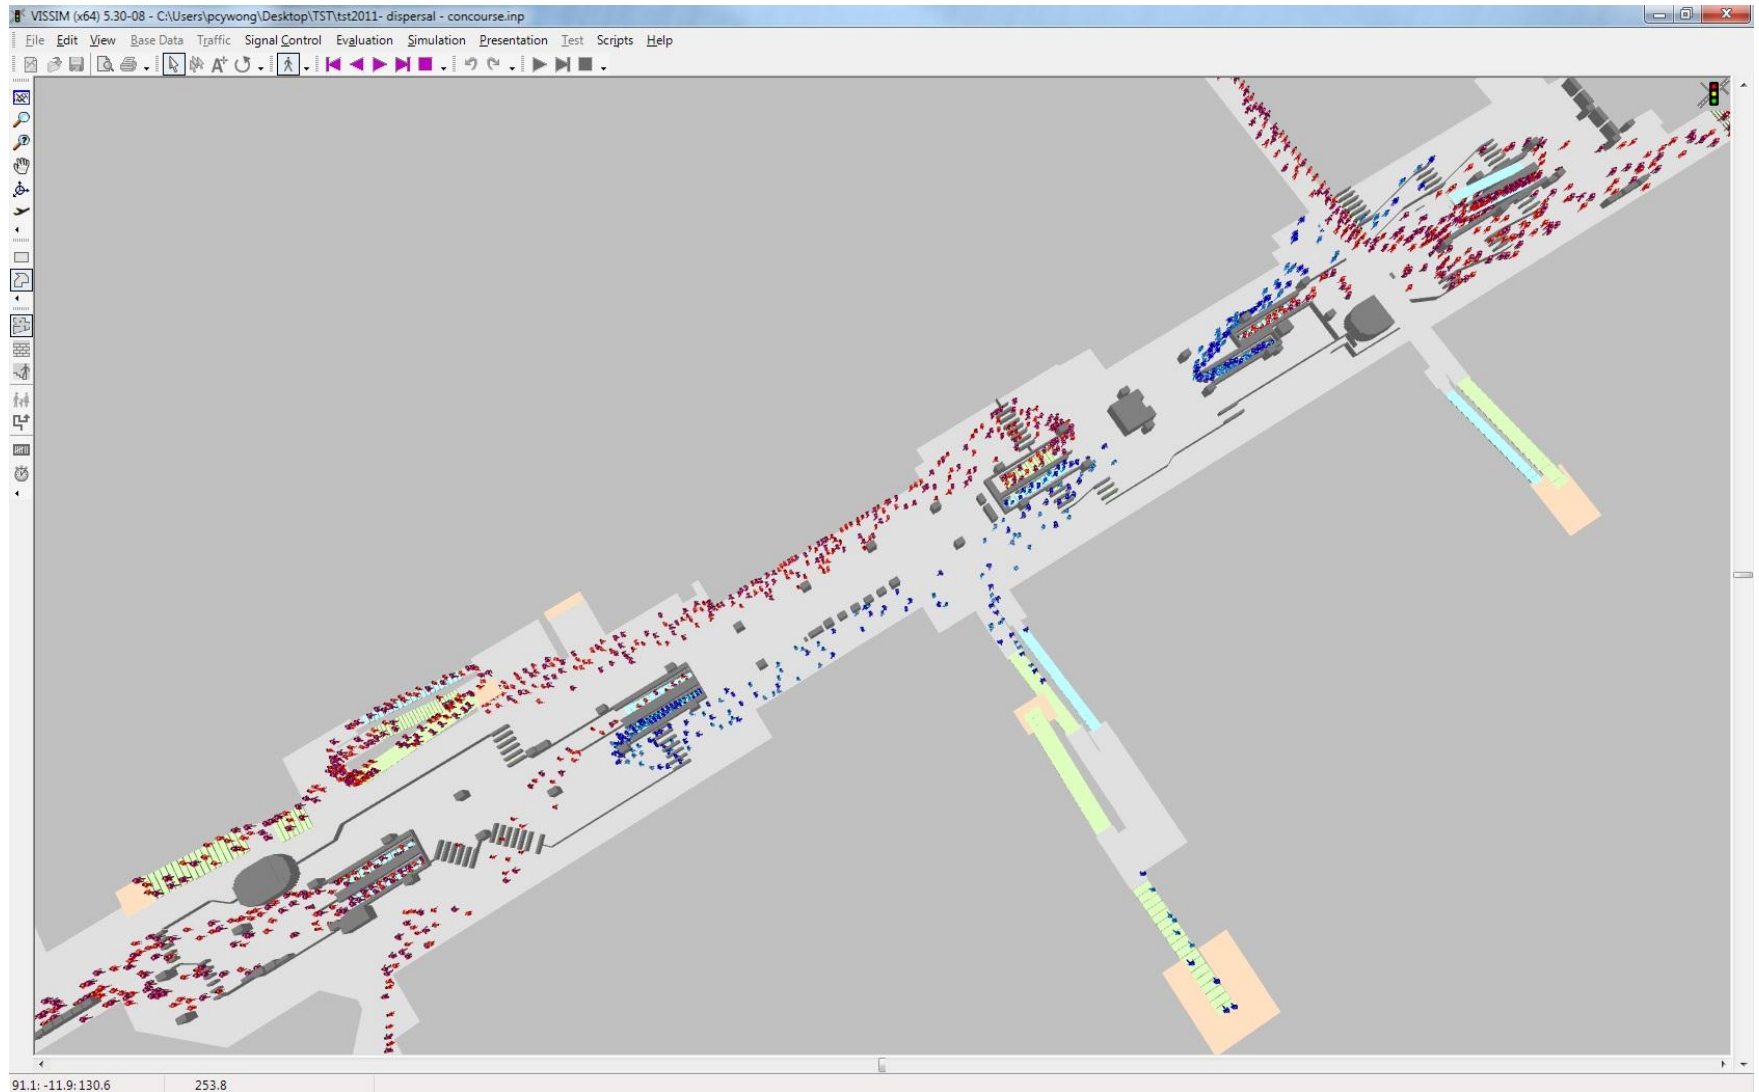 VISSIM (x64) 5.30-08 - C:\Users\pcywong\Desktop\TST\tst2011- dispersal - concourse.inp
File Edit View Base Data Traffic Signal Control Evaluation Simulation Presentation Test Scripts Help
91.1: -11.9:130.6 253.8